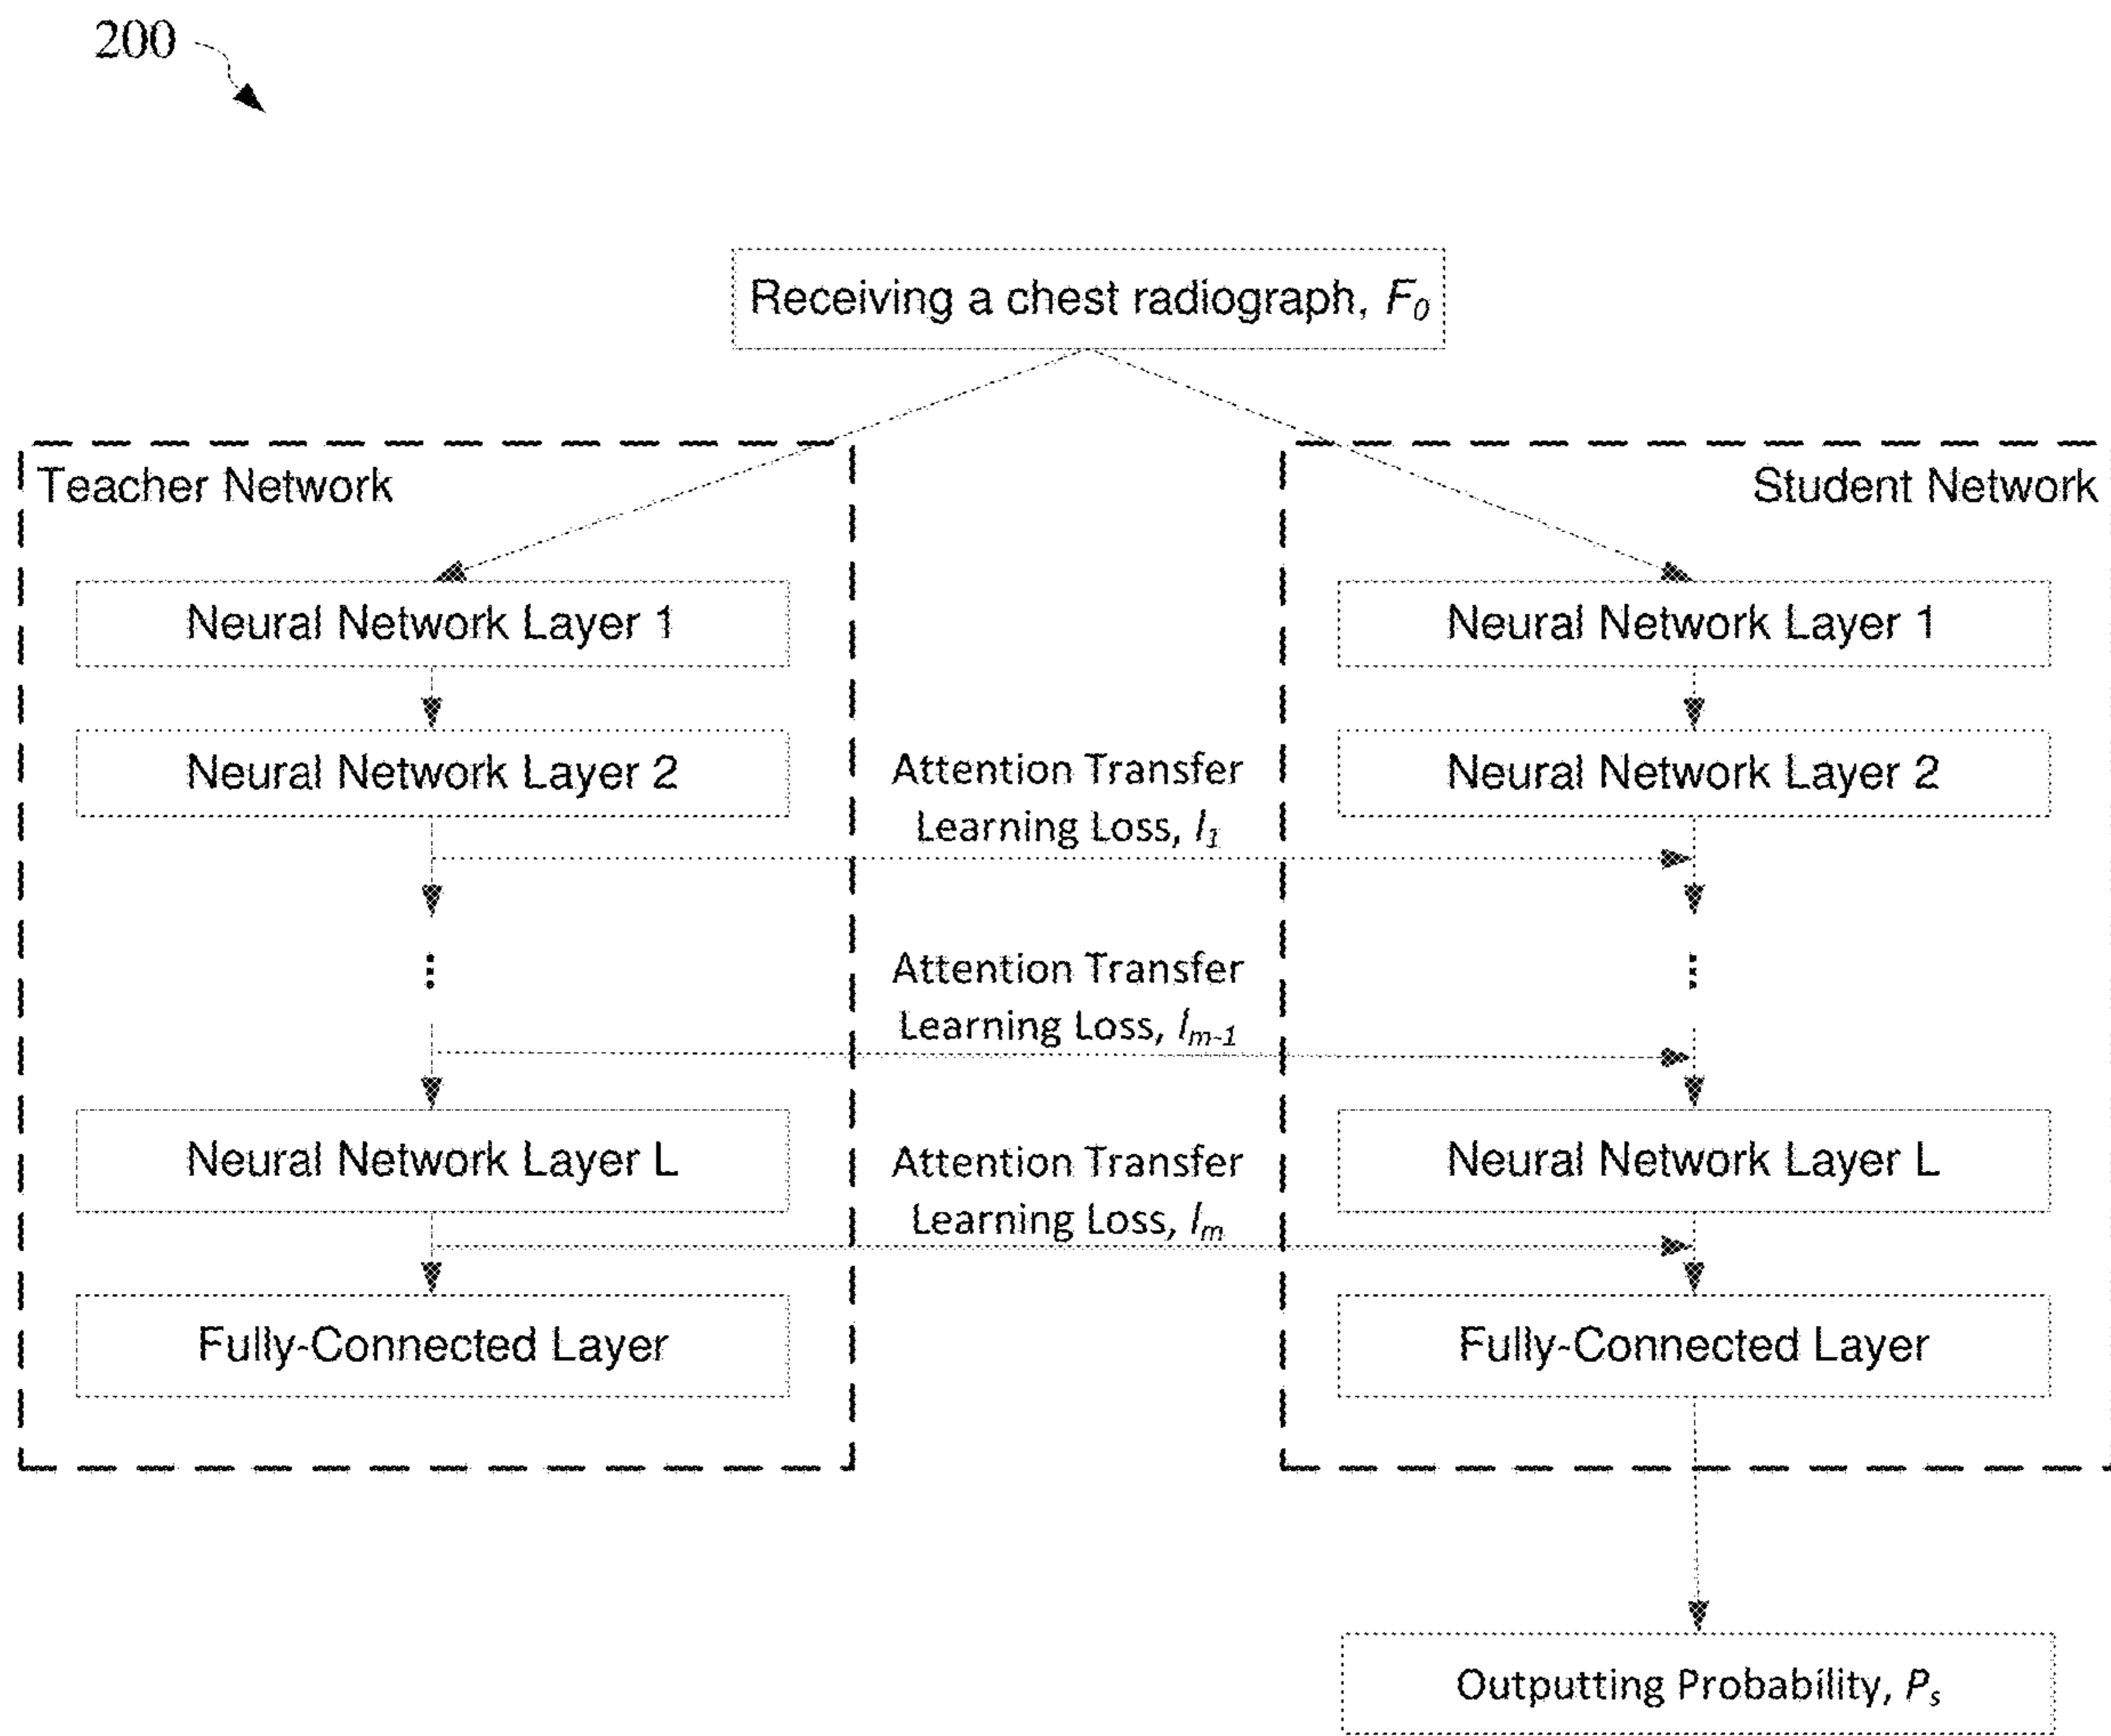 200
Receiving a chest radiograph, F0
Teacher Network
Neural Network Layer 1
Neural Network Layer 2
⋮
Neural Network Layer L
Fully-Connected Layer
Attention Transfer
Learning Loss, l1
Attention Transfer
Learning Loss, lm-1
Attention Transfer
Learning Loss, lm
Student Network
Neural Network Layer 1
Neural Network Layer 2
⋮
Neural Network Layer L
Fully-Connected Layer
Outputting Probability, Ps